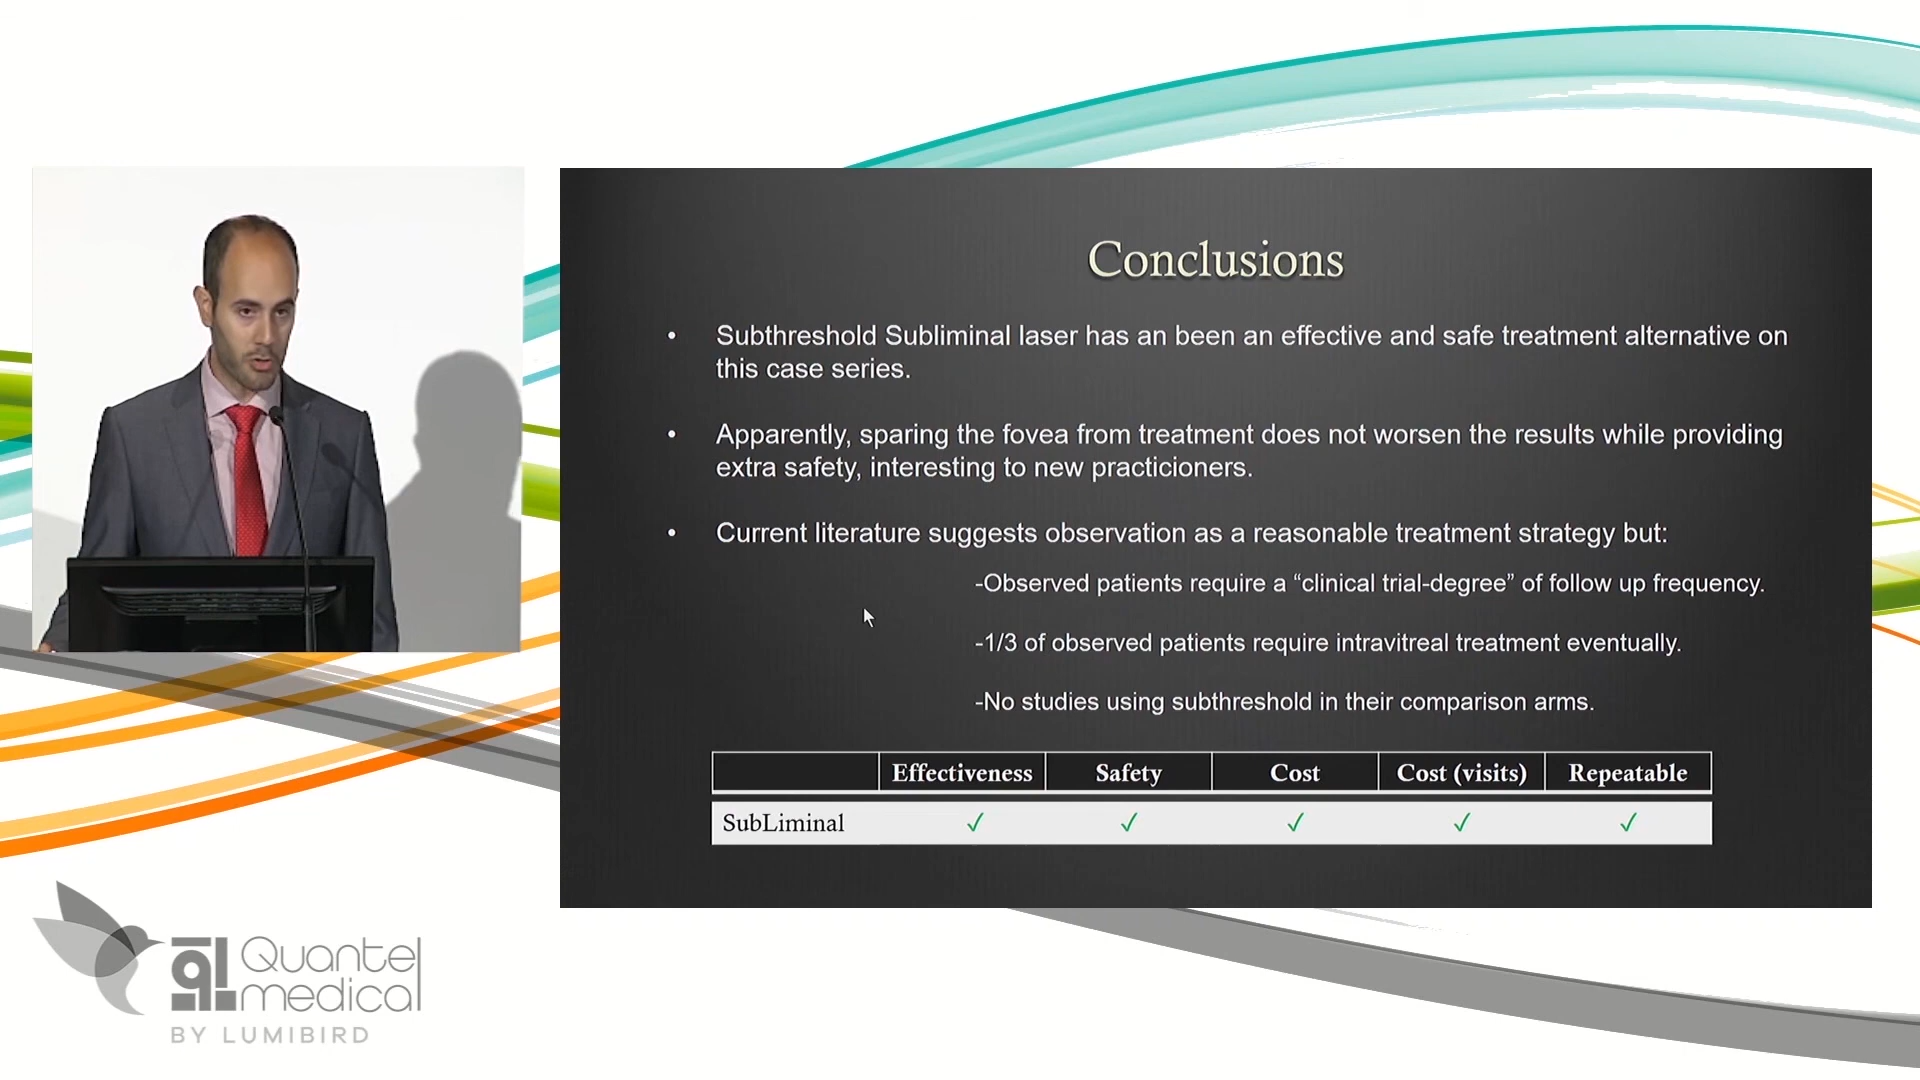 Conclusions
• Subthreshold Subliminal laser has an been an effective and safe treatment alternative on
this case series.
• Apparently, sparing the fovea from treatment does not worsen the results while providing
extra safety, interesting to new practicioners.
• Current literature suggests observation as a reasonable treatment strategy but:
-Observed patients require a “clinical trial-degree” of follow up frequency.
-1/3 of observed patients require intravitreal treatment eventually.
-No studies using subthreshold in their comparison arms.
Effectiveness Safety Cost Cost (visits) Repeatable
SubLiminal ✓ ✓ ✓ ✓ ✓
Quantel
medical
BY LUMIBIRD